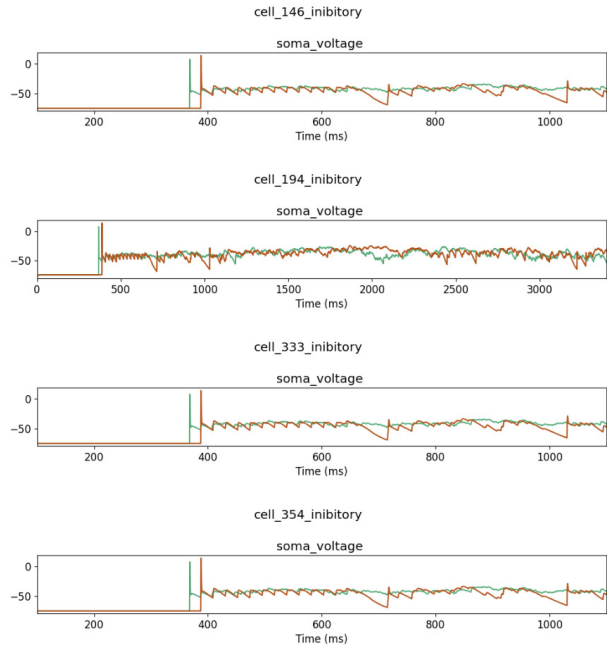 cell_146_inibitory
soma_voltage
0
−50
200 400 600 800 1000
Time (ms)
cell_194_inibitory
soma_voltage
0
−50
0 500 1000 1500 2000 2500 3000
Time (ms)
cell_333_inibitory
soma_voltage
0
−50
200 400 600 800 1000
Time (ms)
cell_354_inibitory
soma_voltage
0
−50
200 400 600 800 1000
Time (ms)